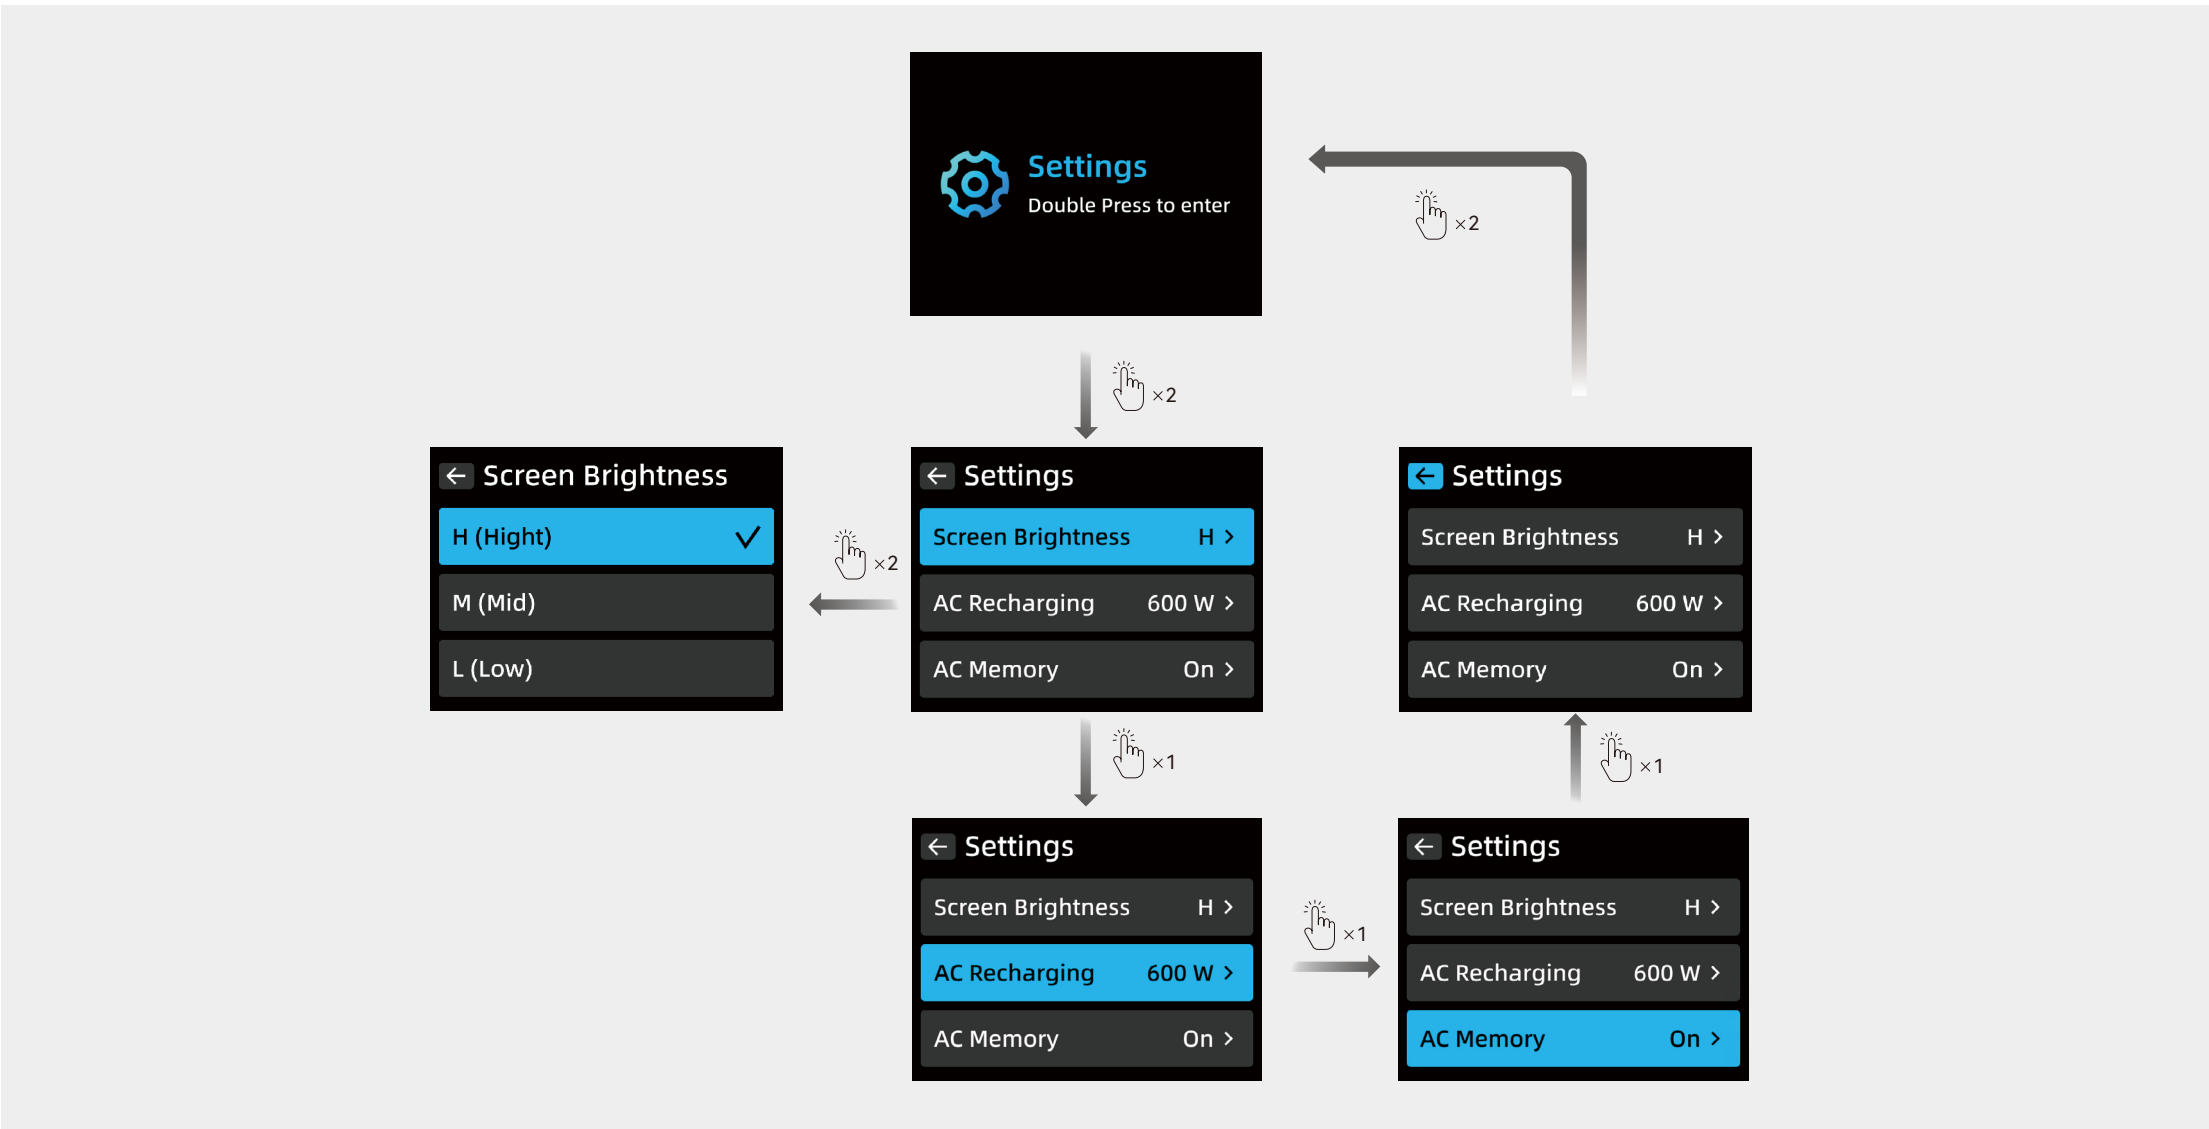 Settings
Double Press to enter
×2
×2
Screen Brightness
H (Hight)
M (Mid)
L (Low)
×2
Settings
Screen Brightness H >
AC Recharging 600 W >
AC Memory On >
Settings
Screen Brightness H >
AC Recharging 600 W >
AC Memory On >
×1
×1
Settings
Screen Brightness H >
AC Recharging 600 W >
AC Memory On >
×1
Settings
Screen Brightness H >
AC Recharging 600 W >
AC Memory On >